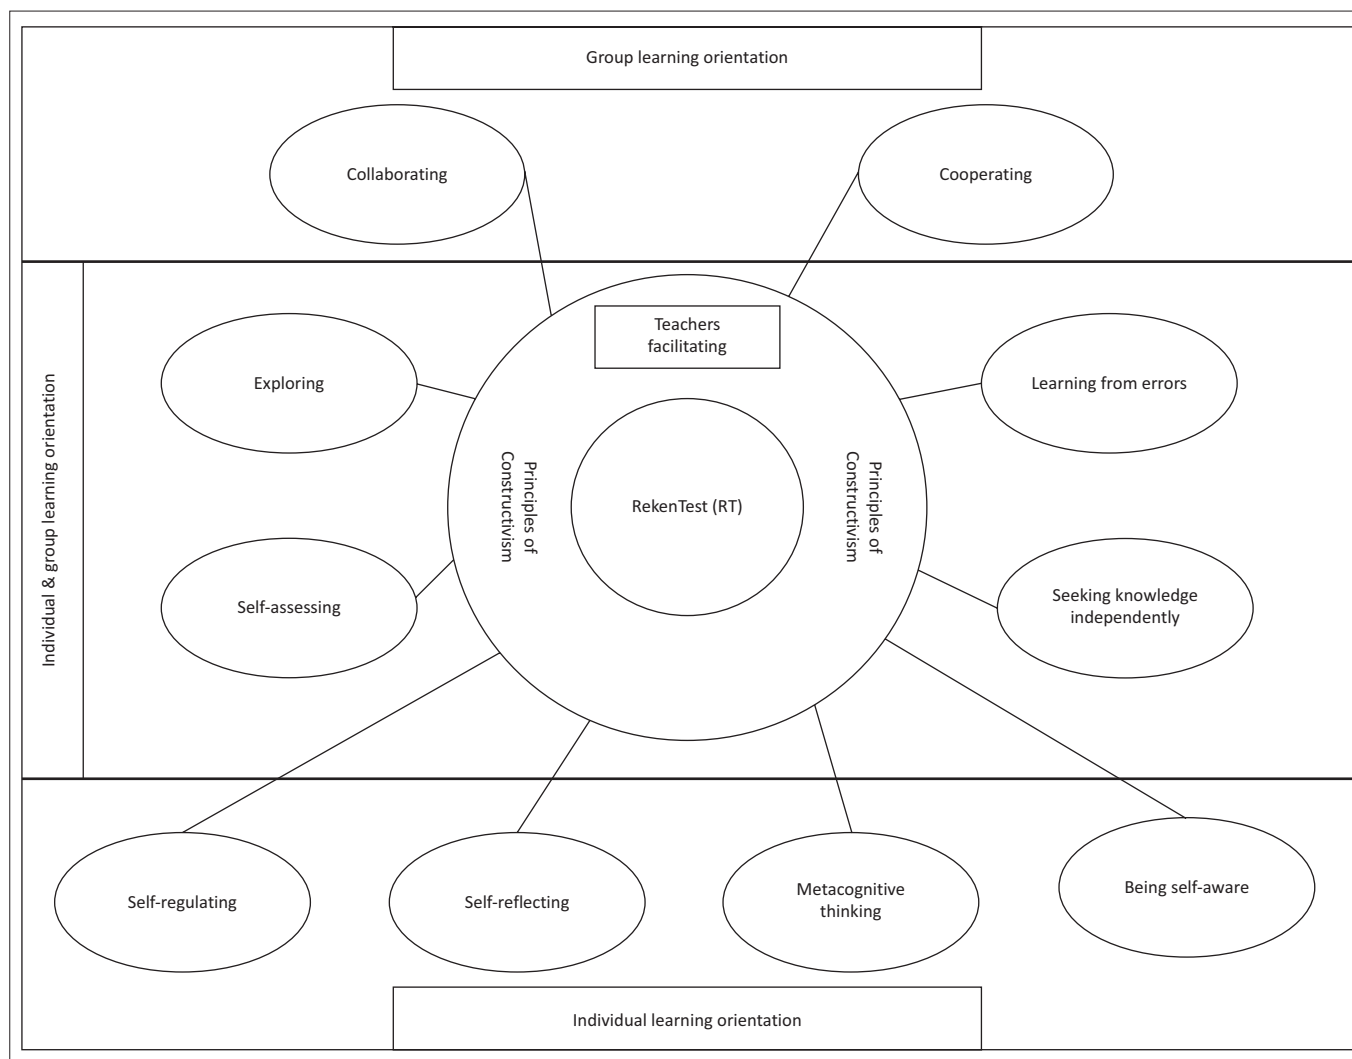 Group learning orientation
Collaborating
Cooperating
Teachers
facilitating
Exploring
Learning from errors
Individual & group learning orientation
Principles of
Constructivism
RekenTest (RT)
Principles of
Constructivism
Self-assessing
Seeking knowledge
independently
Self-regulating
Self-reflecting
Metacognitive
thinking
Being self-aware
Individual learning orientation